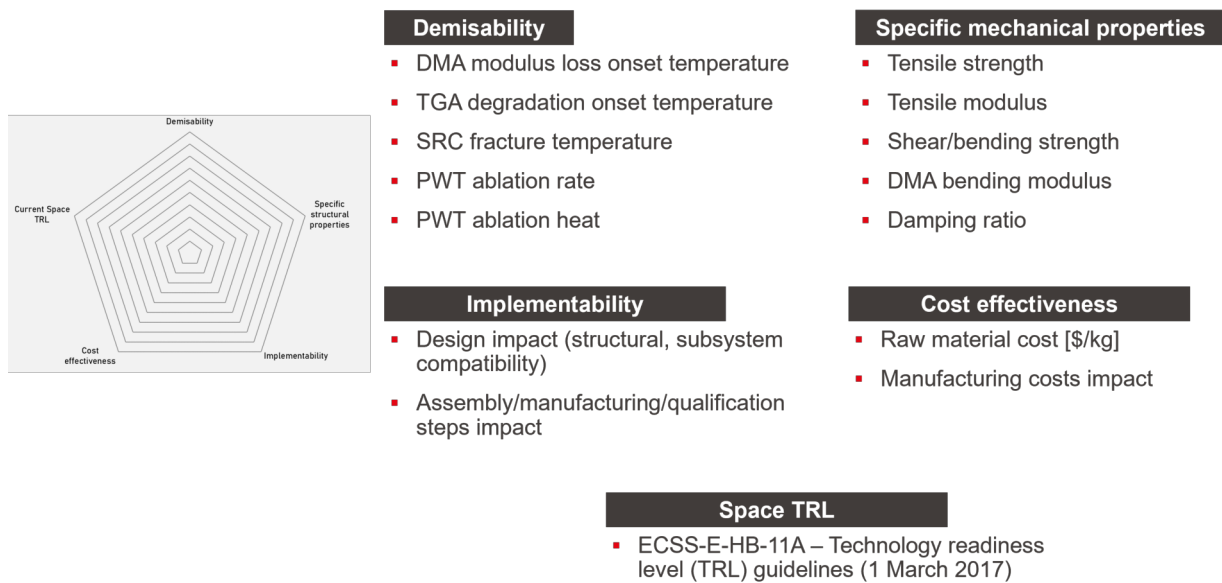 Demisability
Current Space
TRL
Specific
structural
properties
Cost
effectiveness
Implementability
Demisability
▪ DMA modulus loss onset temperature
▪ TGA degradation onset temperature
▪ SRC fracture temperature
▪ PWT ablation rate
▪ PWT ablation heat
Specific mechanical properties
▪ Tensile strength
▪ Tensile modulus
▪ Shear/bending strength
▪ DMA bending modulus
▪ Damping ratio
Implementability
▪ Design impact (structural, subsystem
compatibility)
▪ Assembly/manufacturing/qualification
steps impact
Cost effectiveness
▪ Raw material cost [$/kg]
▪ Manufacturing costs impact
Space TRL
▪ ECSS-E-HB-11A – Technology readiness
level (TRL) guidelines (1 March 2017)